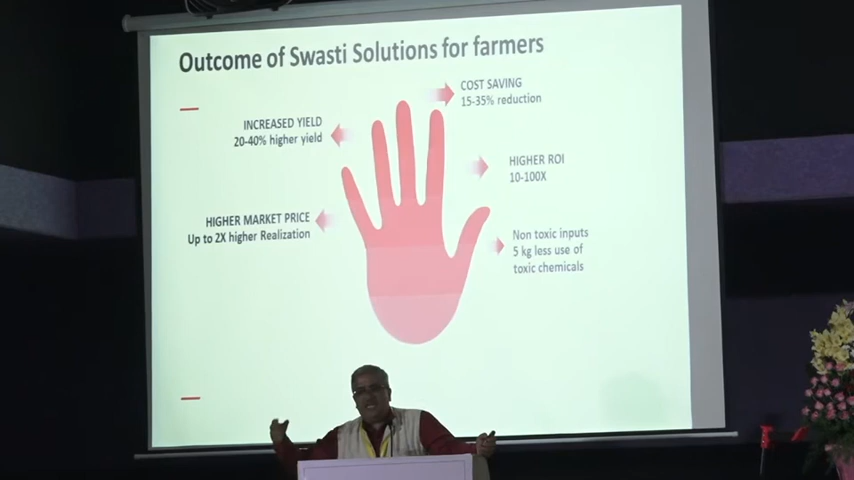 Outcome of Swasti Solutions for farmers
COST SAVING
15-35% reduction
INCREASED YIELD
20-40% higher yield
HIGHER ROI
10-100X
HIGHER MARKET PRICE
Up to 2X higher Realization
Non toxic inputs
5 kg less use of
toxic chemicals